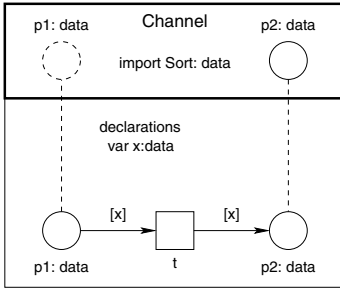 p1: data
Channel
p2: data
import Sort: data
declarations
var x:data
[x]
[x]
p1: data
t
p2: data